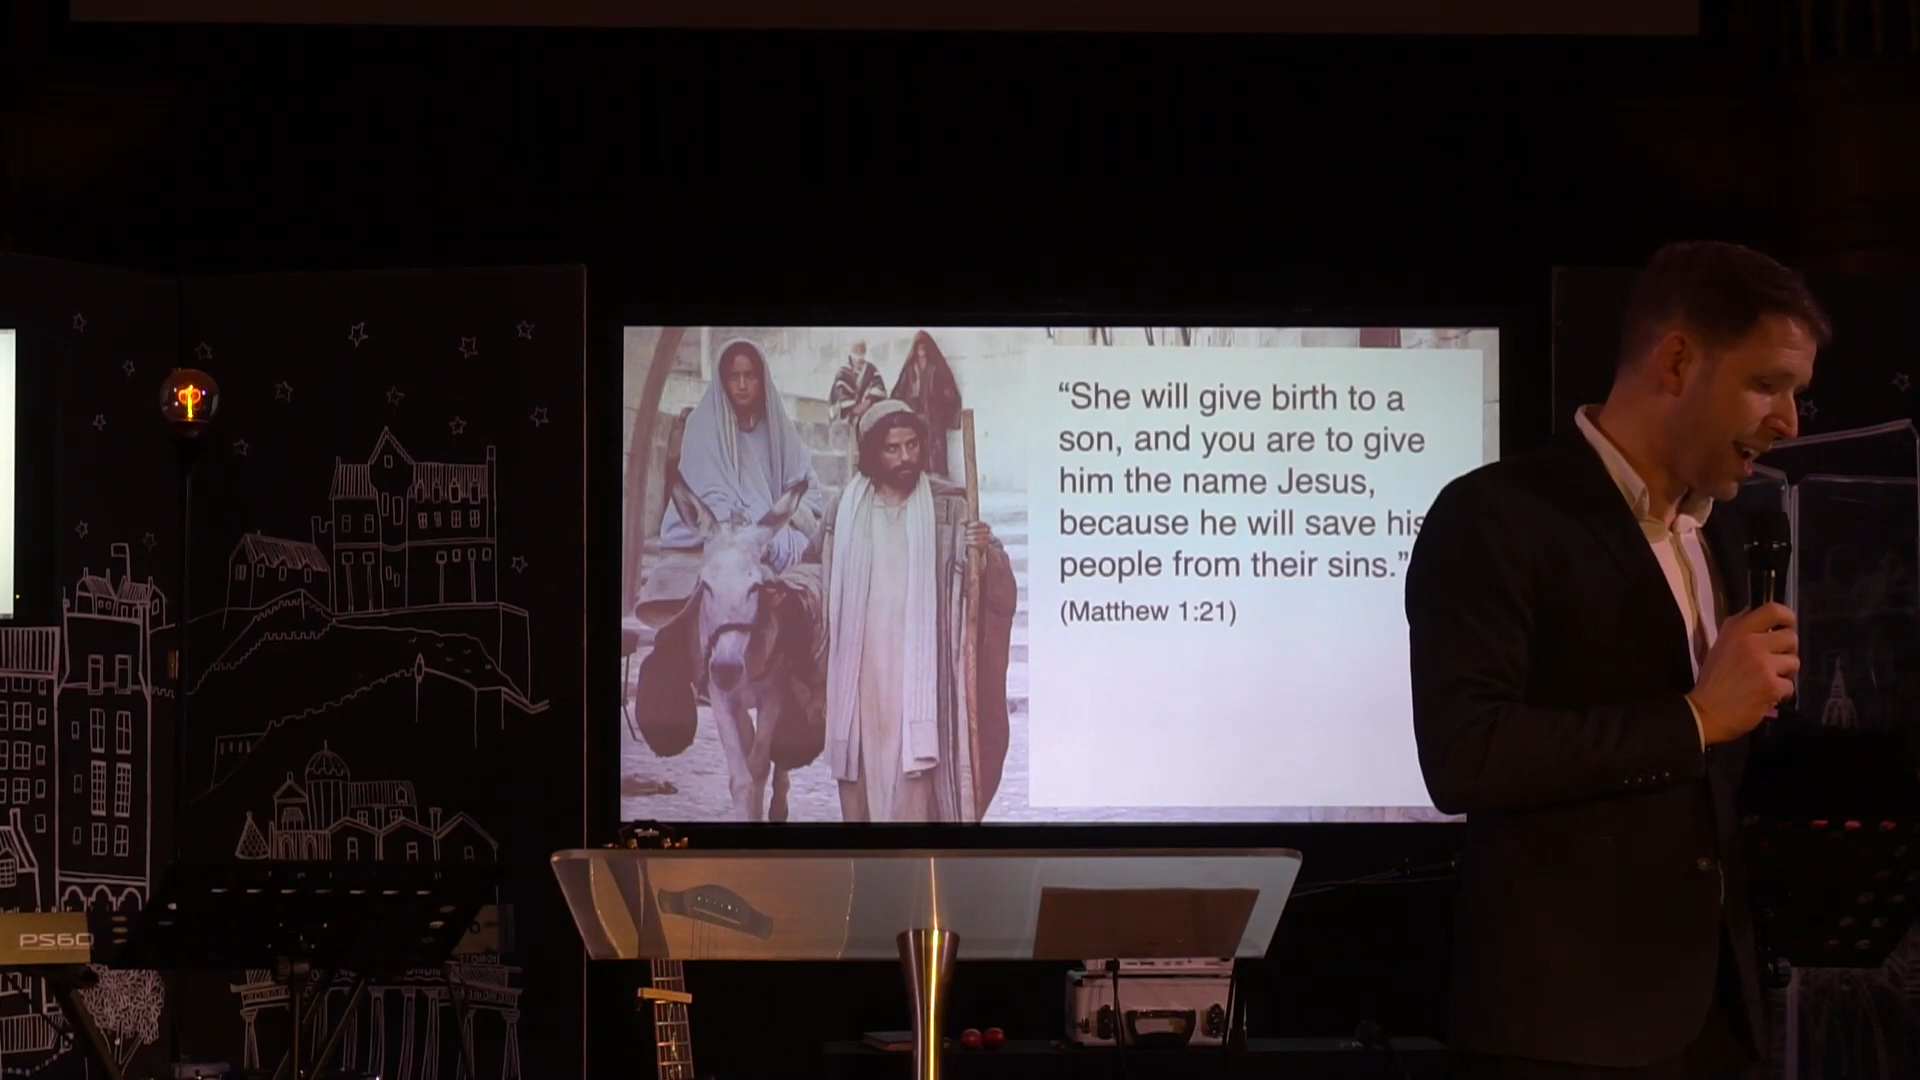 “She will give birth to a
son, and you are to give
him the name Jesus,
because he will save his
people from their sins.”
(Matthew 1:21)
PS60